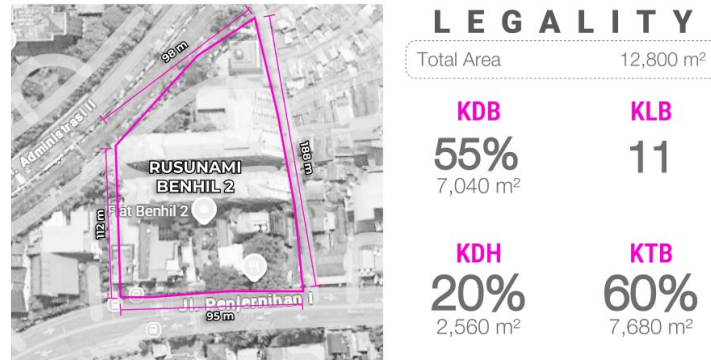 LEGALITY
Total Area 12,800 m²
KDB
55%
7,040 m²
KLB
11
KDH
20%
2,560 m²
KTB
60%
7,680 m²
98 m
Administrasi II
188 m
RUSUNAMI
BENHIL 2
Flat Benhil 2
112 m
Jl. Penjernihan I
95 m